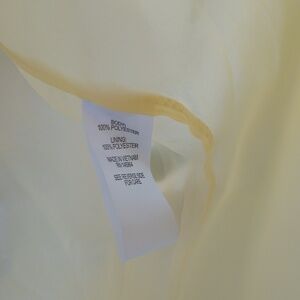 BODY:
100% POLYESTER
LINING:
100% POLYESTER
MADE IN VIETNAM
SEE REVERSE SIDE
FOR CARE